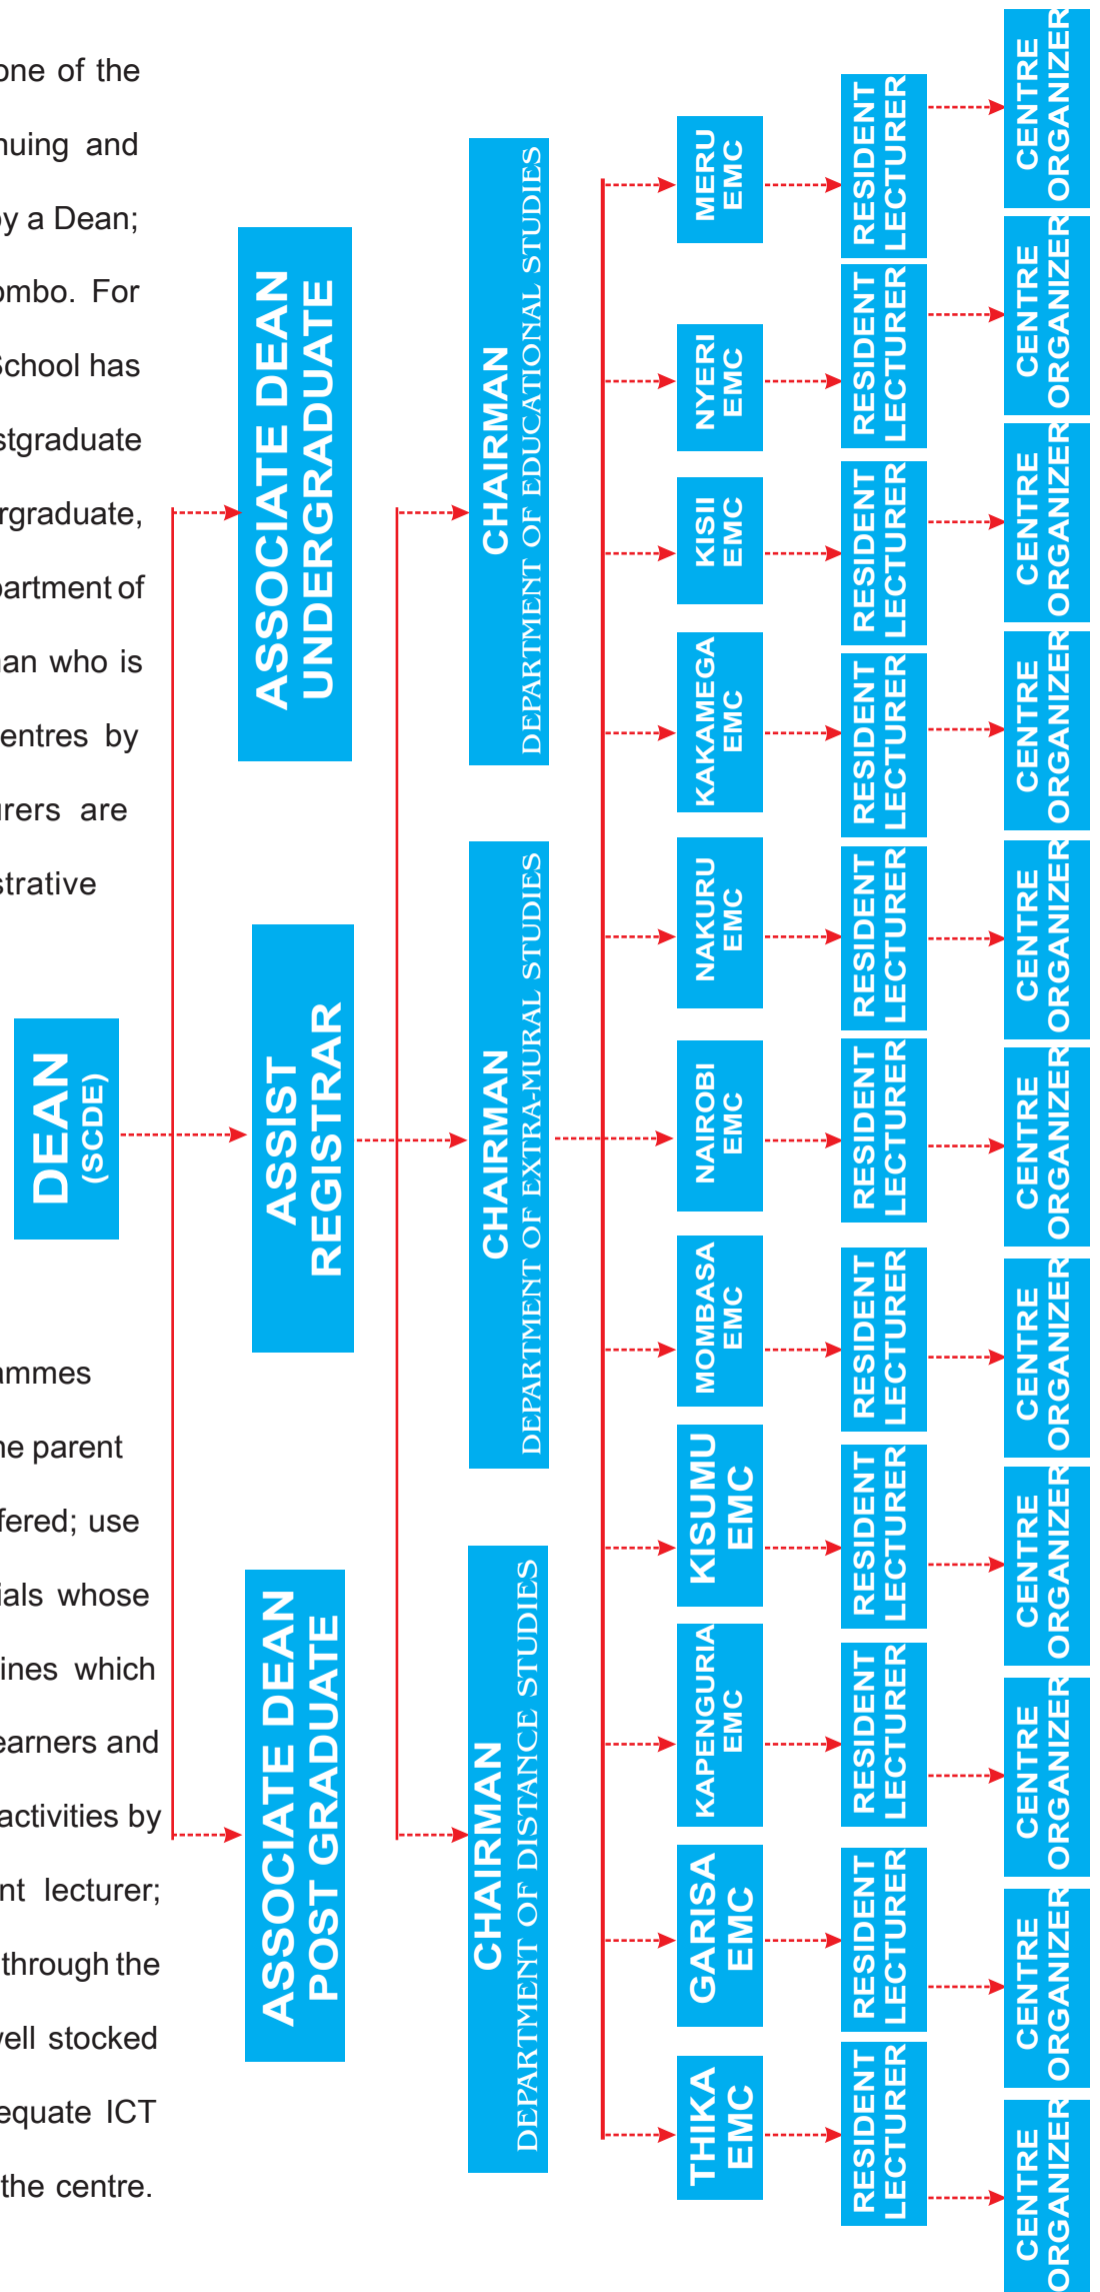 one of the
nuing and
by a Dean;
ombo. For
School has
stgraduate
rgraduate,
partment of
nan who is
entres by
urers are
strative
ammes
he parent
fered; use
ials whose
ines which
earners and
activities by
nt lecturer;
through the
well stocked
equate ICT
the centre.
DEAN
(SCDE)
ASSOCIATE DEAN
POST GRADUATE
ASSIST
REGISTRAR
ASSOCIATE DEAN
UNDERGRADUATE
CHAIRMAN
DEPARTMENT OF DISTANCE STUDIES
CHAIRMAN
DEPARTMENT OF EXTRA-MURAL STUDIES
CHAIRMAN
DEPARTMENT OF EDUCATIONAL STUDIES
THIKA
EMC
GARISA
EMC
KAPENGURIA
EMC
KISUMU
EMC
MOMBASA
EMC
NAIROBI
EMC
NAKURU
EMC
KAKAMEGA
EMC
KISII
EMC
NYERI
EMC
MERU
EMC
RESIDENT
LECTURER
RESIDENT
LECTURER
RESIDENT
LECTURER
RESIDENT
LECTURER
RESIDENT
LECTURER
RESIDENT
LECTURER
RESIDENT
LECTURER
RESIDENT
LECTURER
RESIDENT
LECTURER
RESIDENT
LECTURER
RESIDENT
LECTURER
CENTRE
ORGANIZER
CENTRE
ORGANIZER
CENTRE
ORGANIZER
CENTRE
ORGANIZER
CENTRE
ORGANIZER
CENTRE
ORGANIZER
CENTRE
ORGANIZER
CENTRE
ORGANIZER
CENTRE
ORGANIZER
CENTRE
ORGANIZER
CENTRE
ORGANIZER